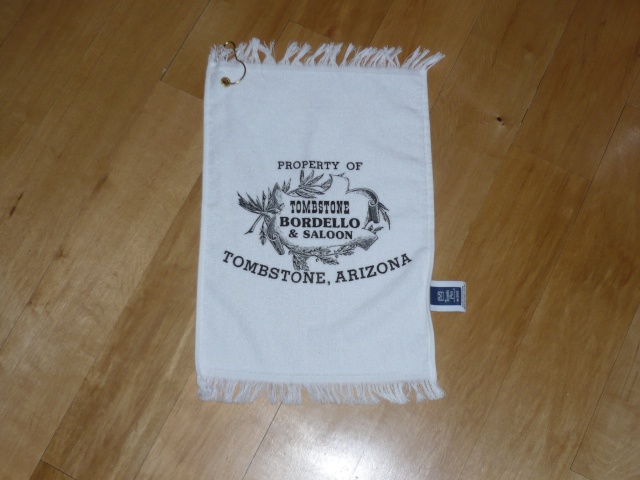 PROPERTY OF
TOMBSTONE
BORDELLO
& SALOON
TOMBSTONE, ARIZONA